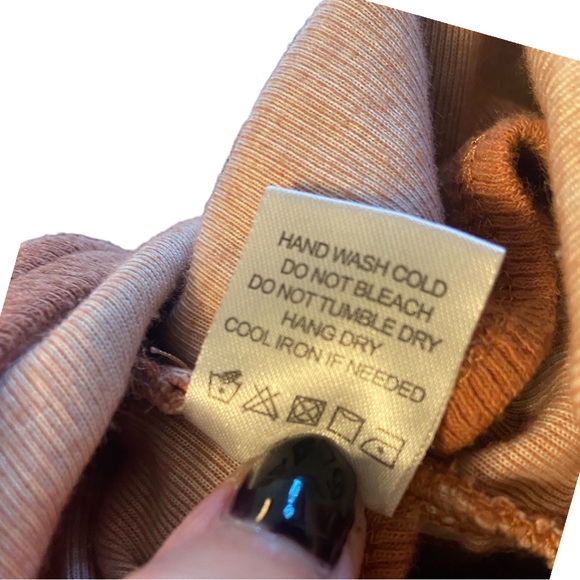 HAND WASH COLD
DO NOT BLEACH
DO NOT TUMBLE DRY
HANG DRY
COOL IRON IF NEEDED